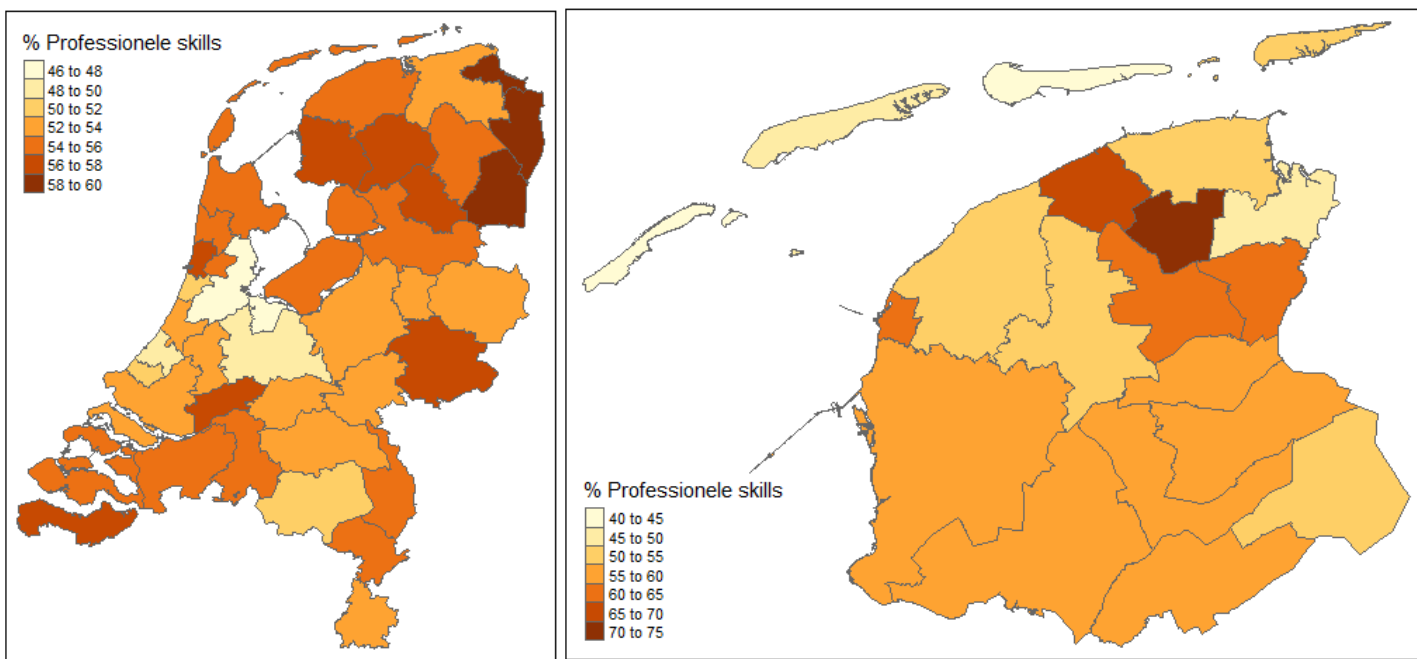 % Professionele skills
46 to 48
48 to 50
50 to 52
52 to 54
54 to 56
56 to 58
58 to 60
% Professionele skills
40 to 45
45 to 50
50 to 55
55 to 60
60 to 65
65 to 70
70 to 75